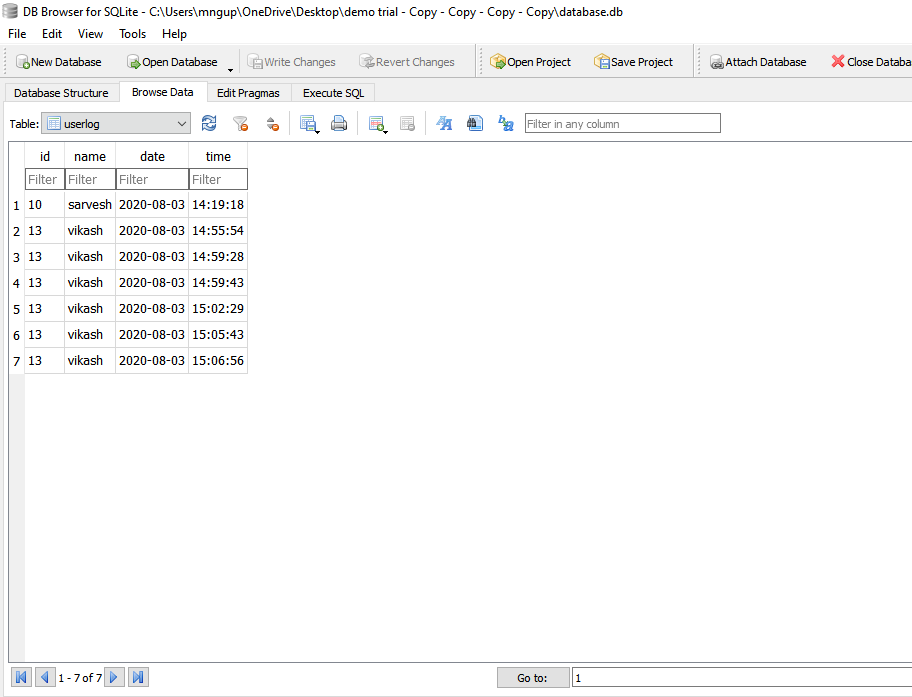 DB Browser for SQLite - C:\Users\mngup\OneDrive\Desktop\demo trial - Copy - Copy - Copy - Copy\database.db
File Edit View Tools Help
New Database Open Database Write Changes Revert Changes Open Project Save Project Attach Database Close Databa
Database Structure Browse Data Edit Pragmas Execute SQL
Table: userlog Filter in any column
id name date time
Filter Filter Filter Filter
1 10 sarvesh 2020-08-03 14:19:18
2 13 vikash 2020-08-03 14:55:54
3 13 vikash 2020-08-03 14:59:28
4 13 vikash 2020-08-03 14:59:43
5 13 vikash 2020-08-03 15:02:29
6 13 vikash 2020-08-03 15:05:43
7 13 vikash 2020-08-03 15:06:56
1 - 7 of 7 Go to: 1